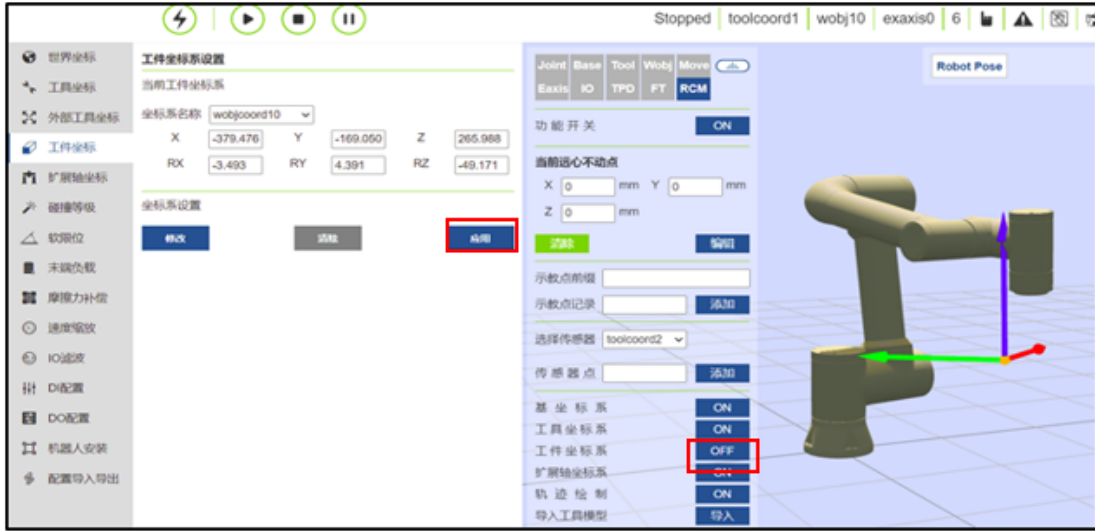 Stopped toolcoord1 wobj10 exaxis0 6
世界坐标
工具坐标
外部工具坐标
工件坐标
扩展轴坐标
碰撞等级
软限位
末端负载
摩擦力补偿
速度缩放
IO滤波
DI配置
DO配置
机器人安装
配置导入导出
工件坐标系设置
当前工件坐标系
坐标系名称 wobjcoord10
X -379.476 Y -169.050 Z 265.988
RX -3.493 RY 4.391 RZ -49.171
坐标系设置
修改 清除 应用
Joint Base Tool Wobj Move
Eaxis IO TPD FT RCM
功能开关 ON
当前远心不动点
X 0 mm Y 0 mm
Z 0 mm
清除 编辑
示教点前缀
示教点记录 添加
选择传感器 toolcoord2
传感器点 添加
基坐标系 ON
工具坐标系 ON
工件坐标系 OFF
扩展轴坐标系 ON
轨迹绘制 ON
导入工具模型 导入
Robot Pose